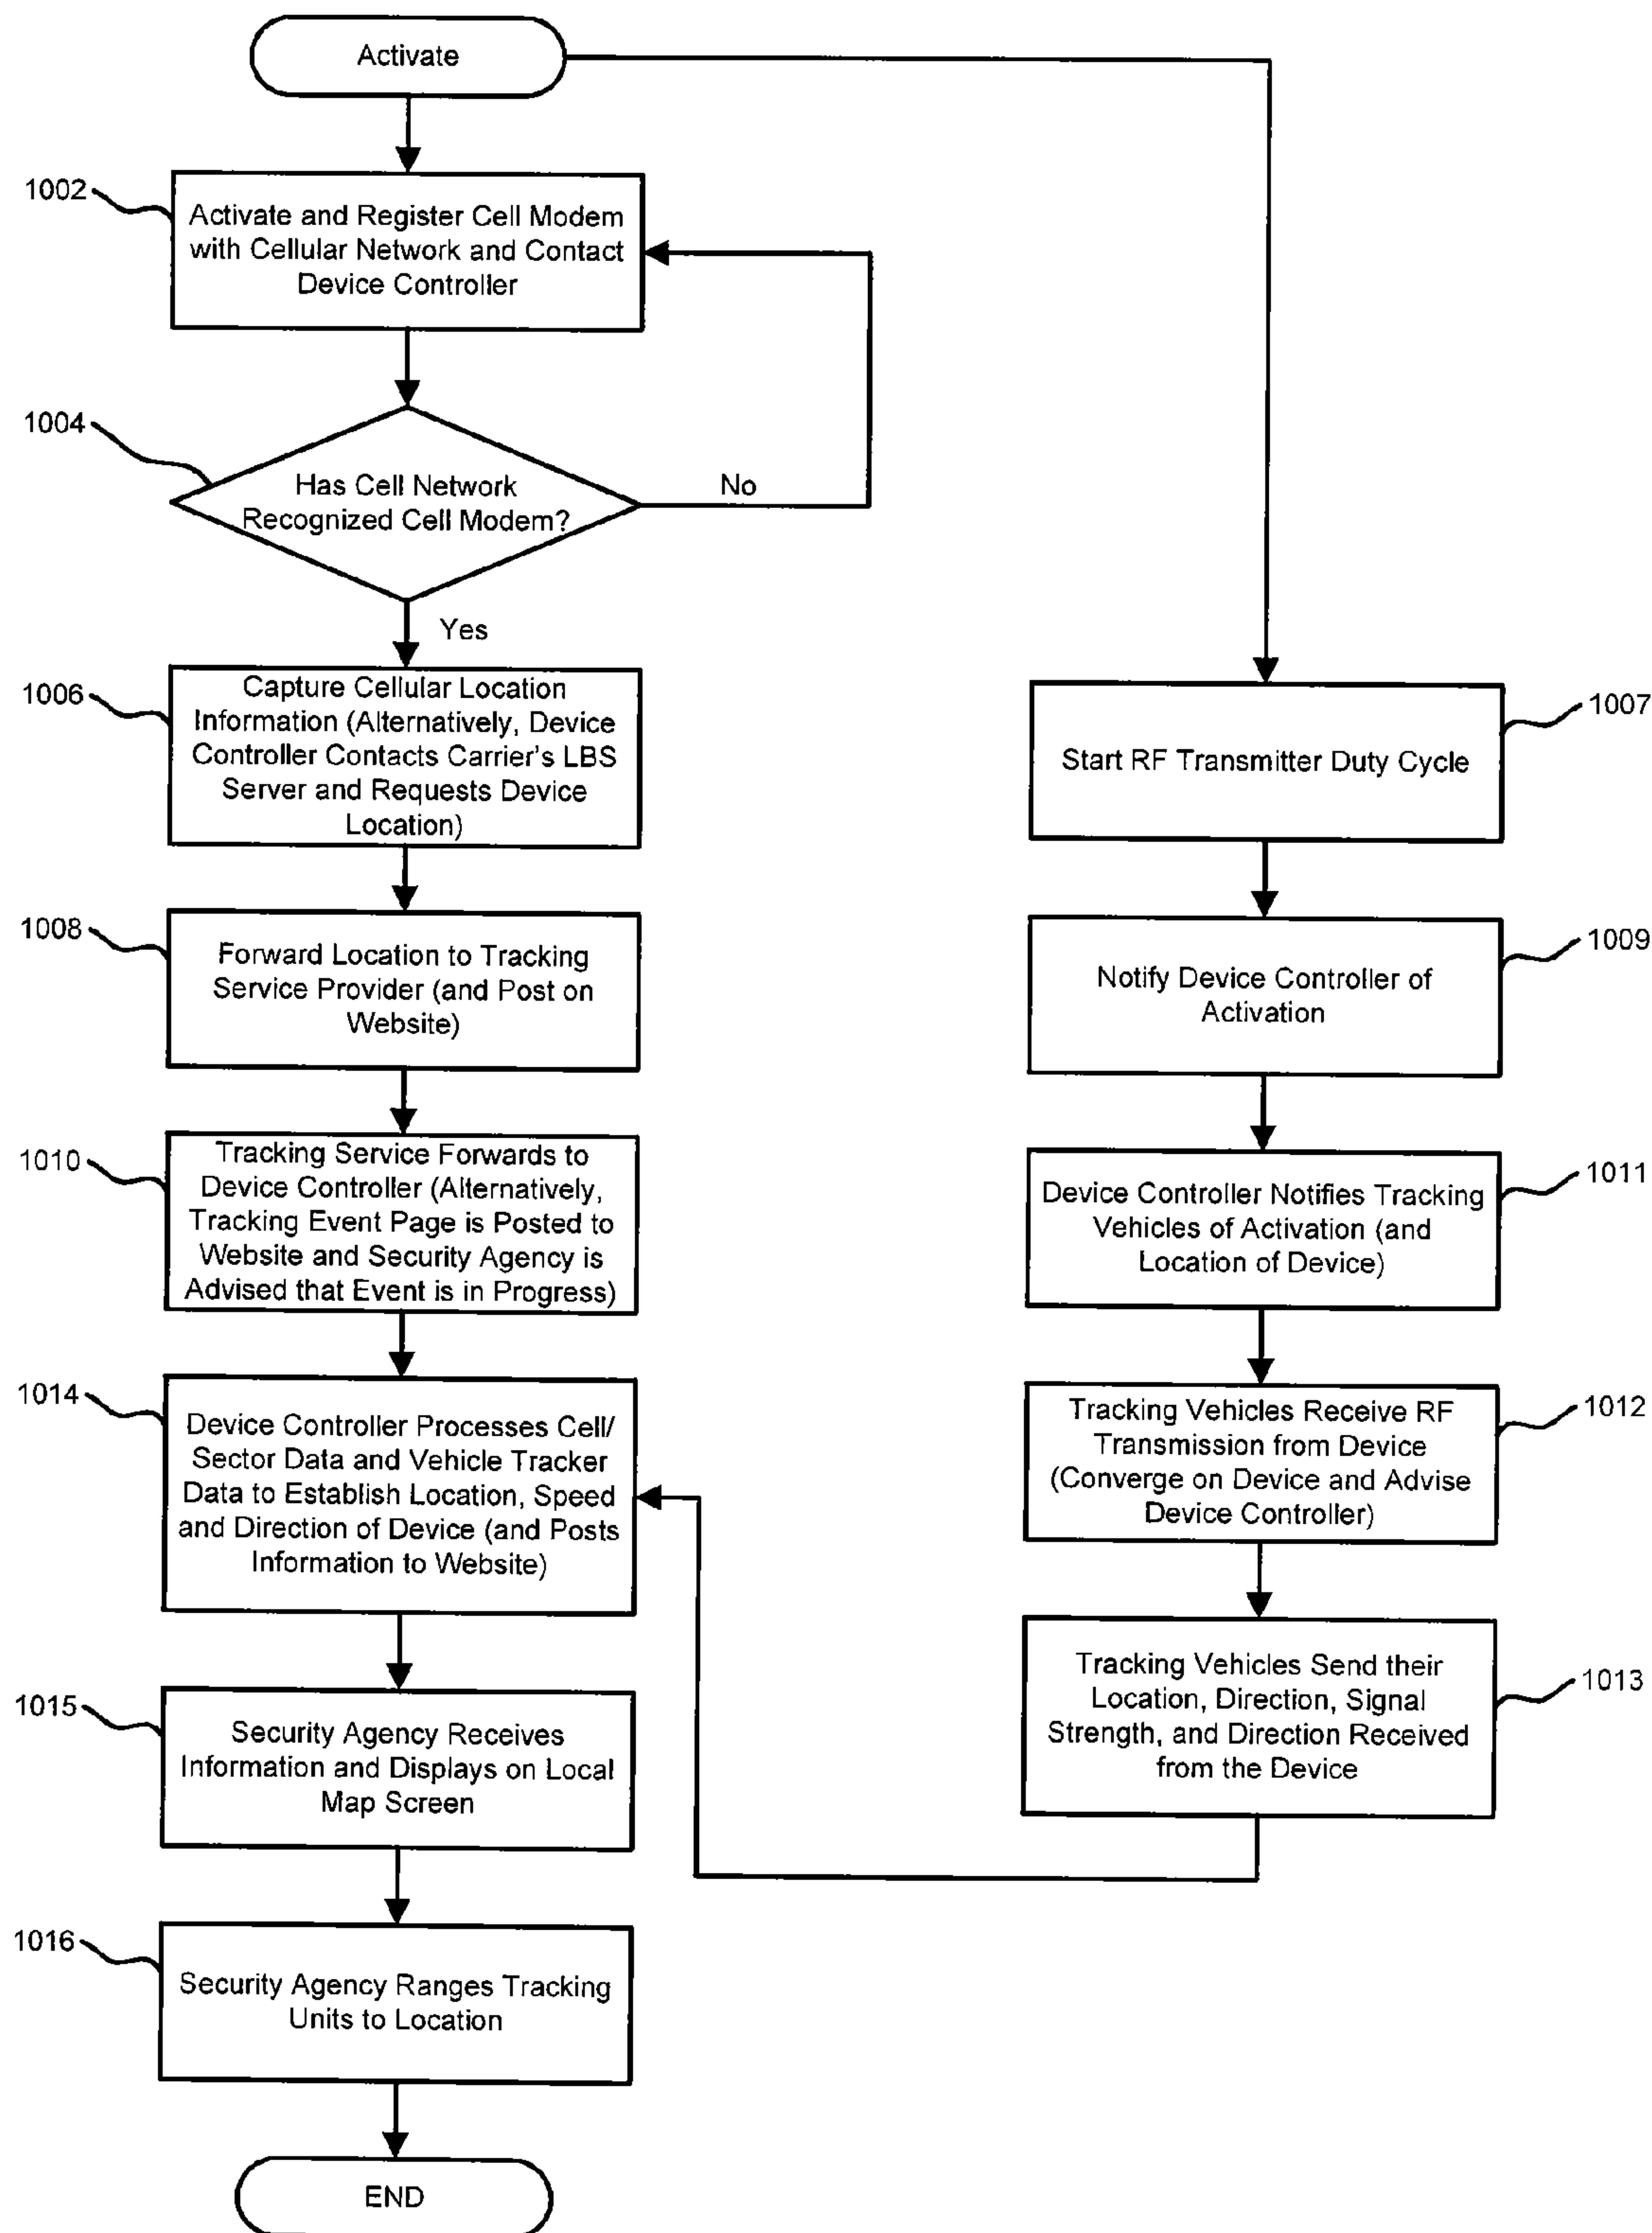 Activate
1002
Activate and Register Cell Modem
with Cellular Network and Contact
Device Controller
1004
Has Cell Network
Recognized Cell Modem?
No
Yes
1006
Capture Cellular Location
Information (Alternatively, Device
Controller Contacts Carrier's LBS
Server and Requests Device
Location)
1008
Forward Location to Tracking
Service Provider (and Post on
Website)
1010
Tracking Service Forwards to
Device Controller (Alternatively,
Tracking Event Page is Posted to
Website and Security Agency is
Advised that Event is in Progress)
1014
Device Controller Processes Cell/
Sector Data and Vehicle Tracker
Data to Establish Location, Speed
and Direction of Device (and Posts
Information to Website)
1015
Security Agency Receives
Information and Displays on Local
Map Screen
1016
Security Agency Ranges Tracking
Units to Location
END
1007
Start RF Transmitter Duty Cycle
1009
Notify Device Controller of
Activation
1011
Device Controller Notifies Tracking
Vehicles of Activation (and
Location of Device)
1012
Tracking Vehicles Receive RF
Transmission from Device
(Converge on Device and Advise
Device Controller)
1013
Tracking Vehicles Send their
Location, Direction, Signal
Strength, and Direction Received
from the Device